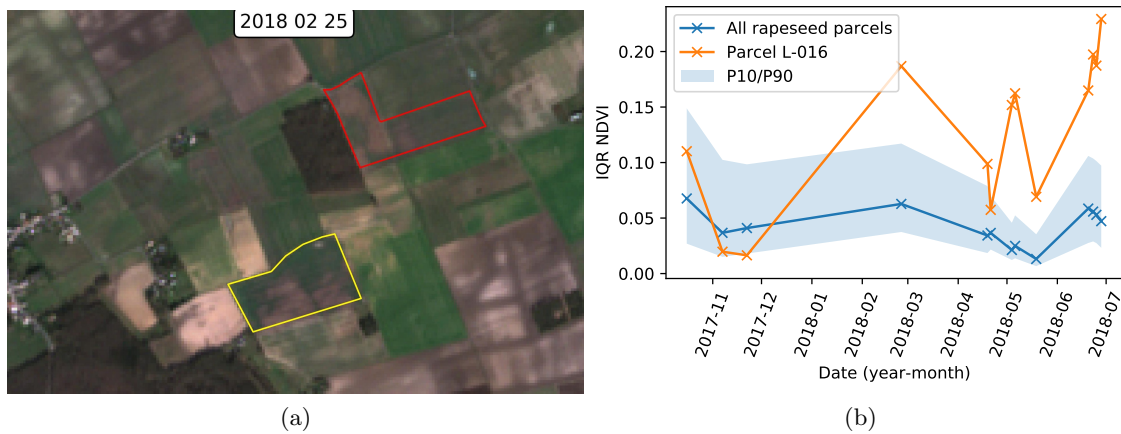 2018 02 25
All rapeseed parcels
Parcel L-016
P10/P90
IQR NDVI
0.20
0.15
0.10
0.05
0.00
2017-11
2017-12
2018-01
2018-02
2018-03
2018-04
2018-05
2018-06
2018-07
Date (year-month)
(a)
(b)